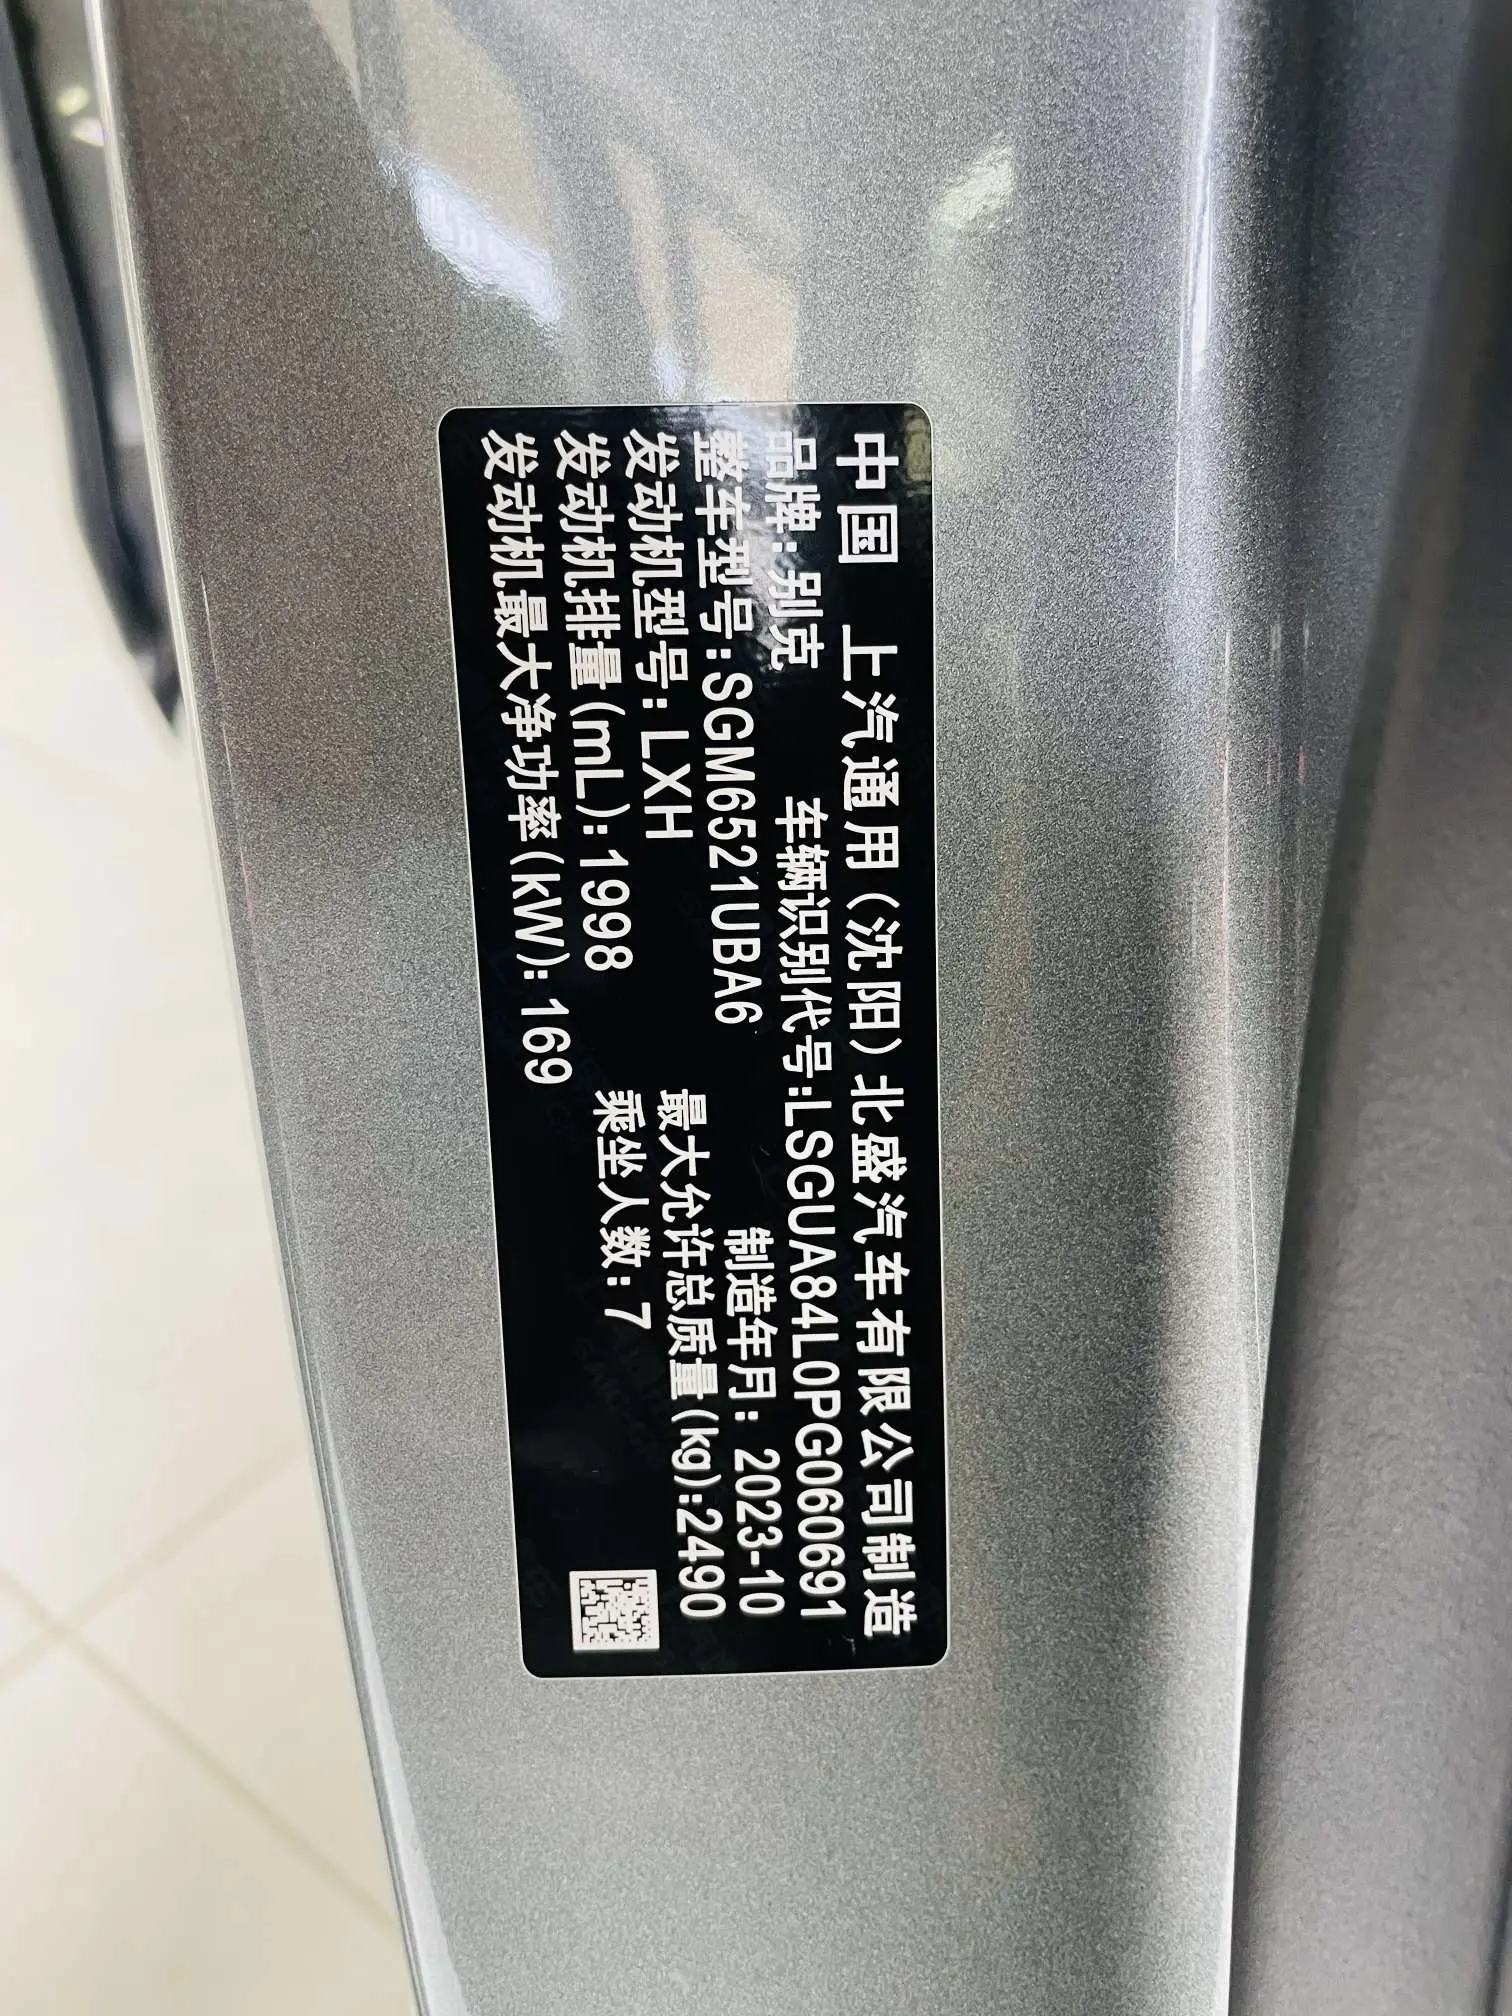 中国 上汽通用(沈阳)北盛汽车有限公司制造
品牌:别克 车辆识别代号:LSGUA84L0PG060691
整车型号:SGM6521UBA6 制造年月: 2023-10
发动机型号: LXH 最大允许总质量(kg):2490
发动机排量(mL): 1998 乘坐人数: 7
发动机最大净功率(kW): 169